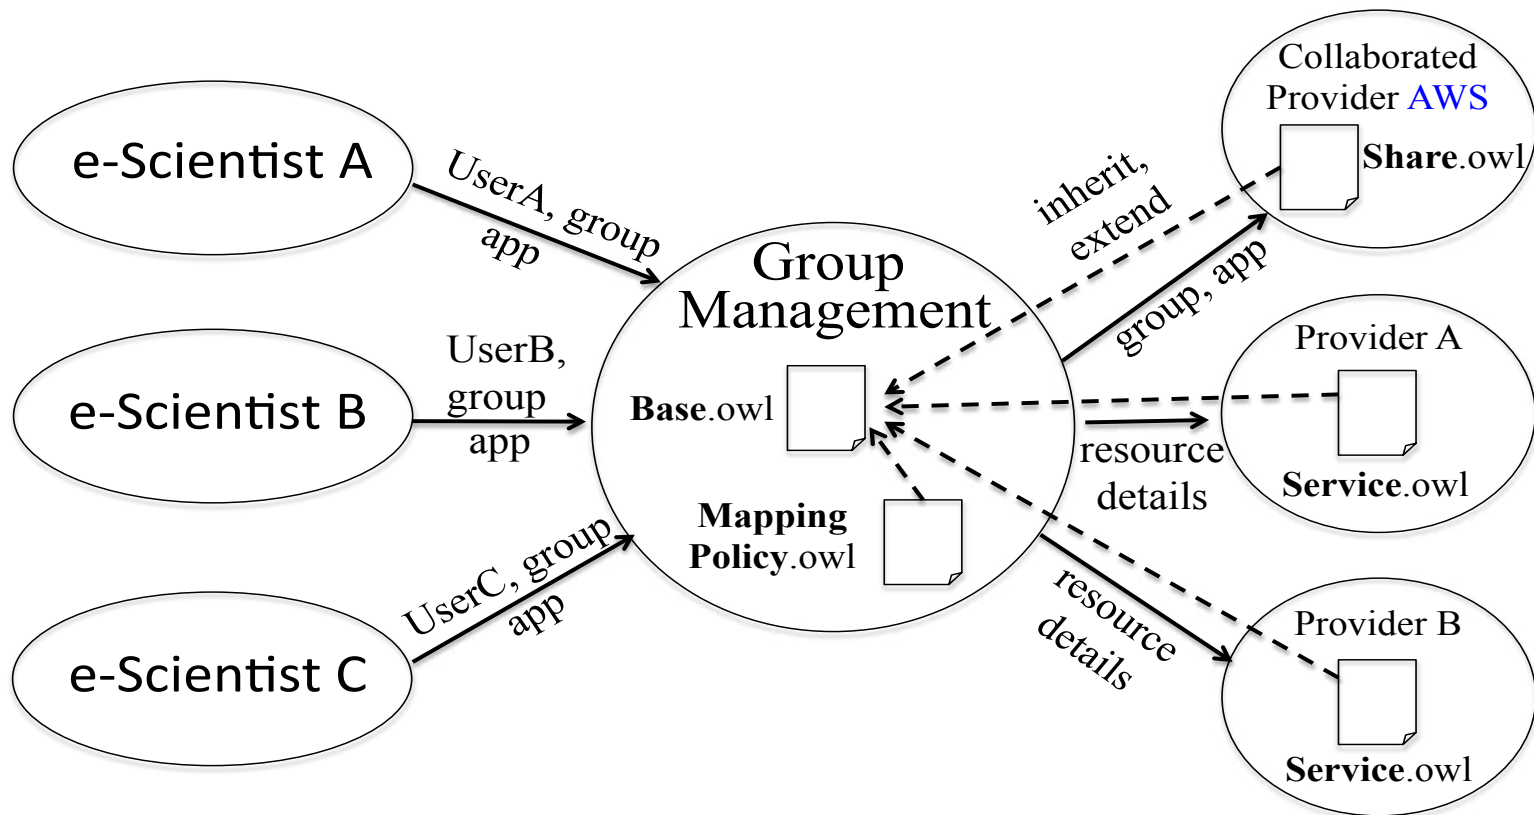 e-Scientist A
UserA, group
app
e-Scientist B
UserB,
group
app
e-Scientist C
UserC, group
app
Group
Management
Base.owl
Mapping
Policy.owl
inherit,
extend
group, app
resource
details
resource
details
Collaborated
Provider AWS
Share.owl
Provider A
Service.owl
Provider B
Service.owl